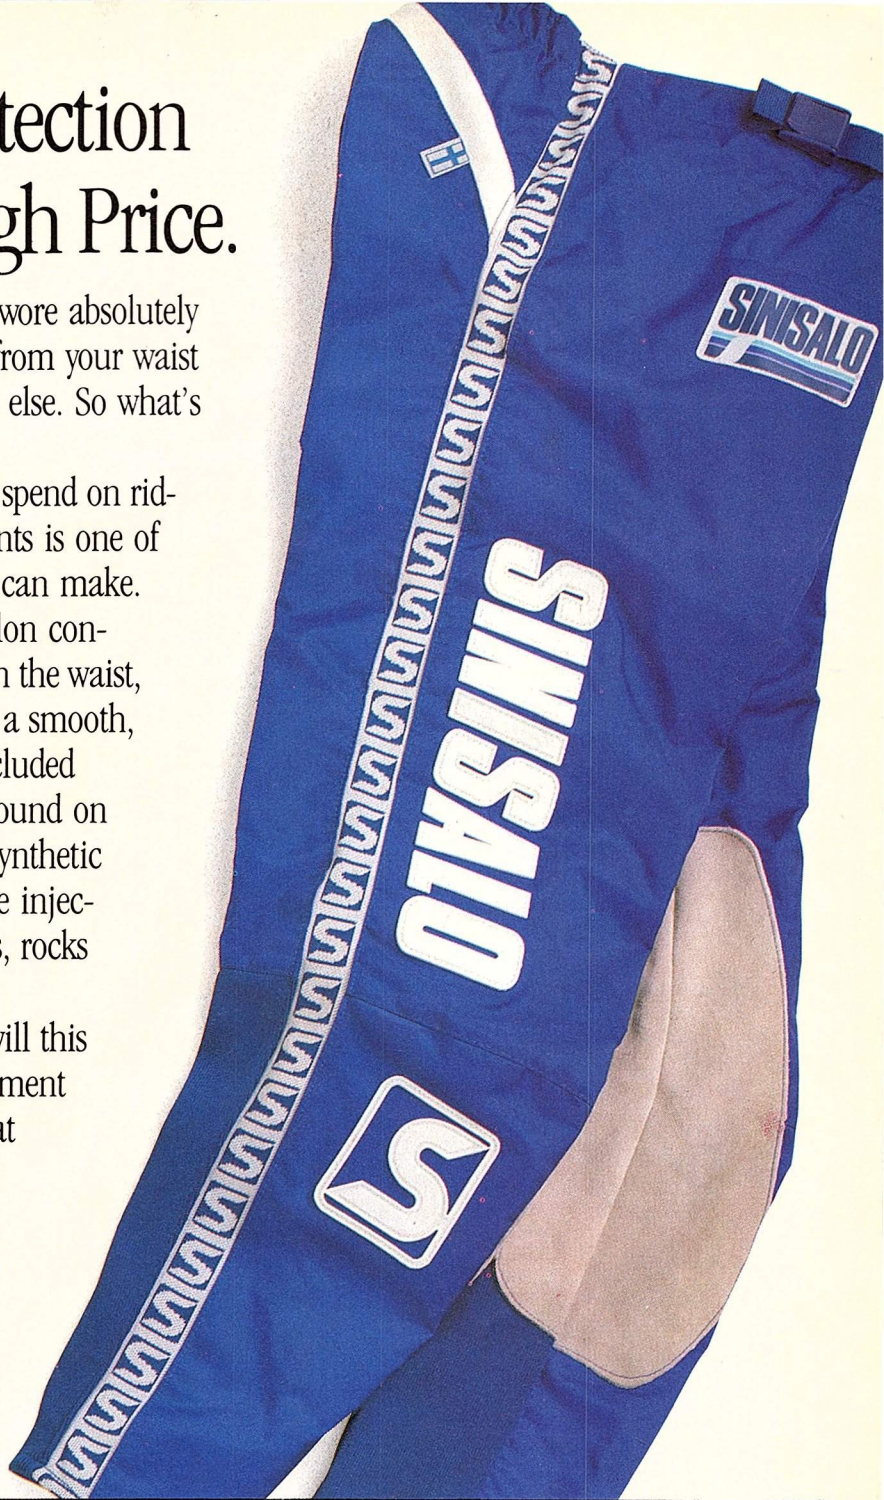 tection
gh Price.
wore absolutely
from your waist
else. So what's
spend on rid-
nts is one of
can make.
lon con-
n the waist,
a smooth,
cluded
ound on
ynthetic
e injec-
s, rocks
vill this
ment
at
SINISALO
SINISALO
S